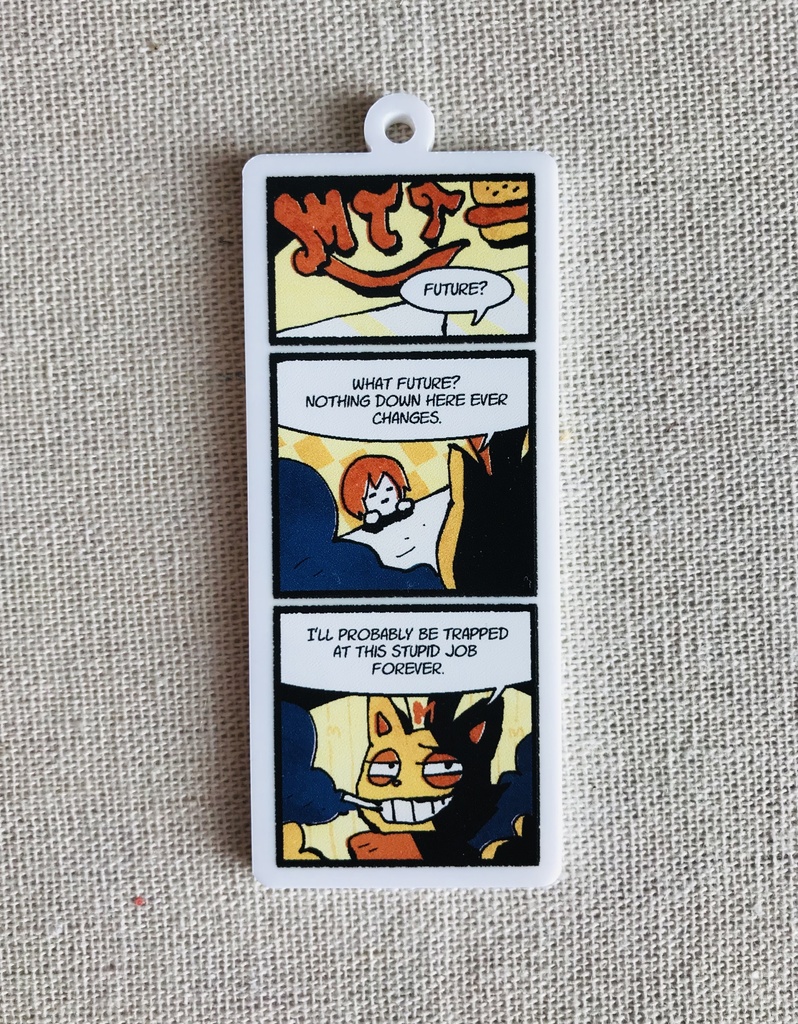 MTT
FUTURE?
WHAT FUTURE?
NOTHING DOWN HERE EVER
CHANGES.
I'LL PROBABLY BE TRAPPED
AT THIS STUPID JOB
FOREVER.
M